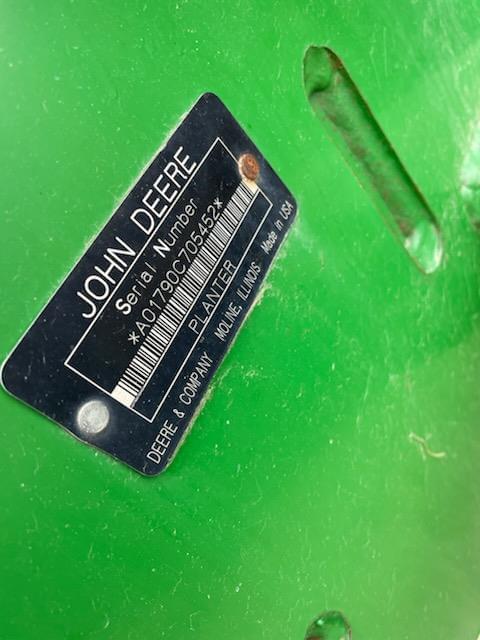 JOHN DEERE
Serial Number
*A01790C705452*
PLANTER
DEERE & COMPANY MOLINE, ILLINOIS Made in USA